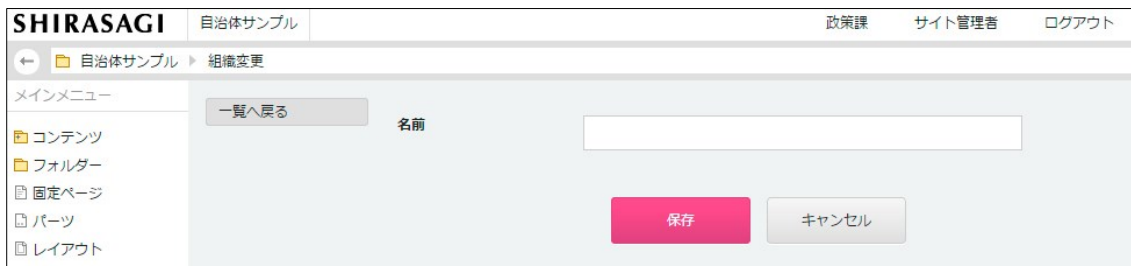 SHIRASAGI 自治体サンプル 政策課 サイト管理者 ログアウト
自治体サンプル 組織変更
メインメニュー
一覧へ戻る
名前
コンテンツ
フォルダー
固定ページ
パーツ
レイアウト
保存 キャンセル